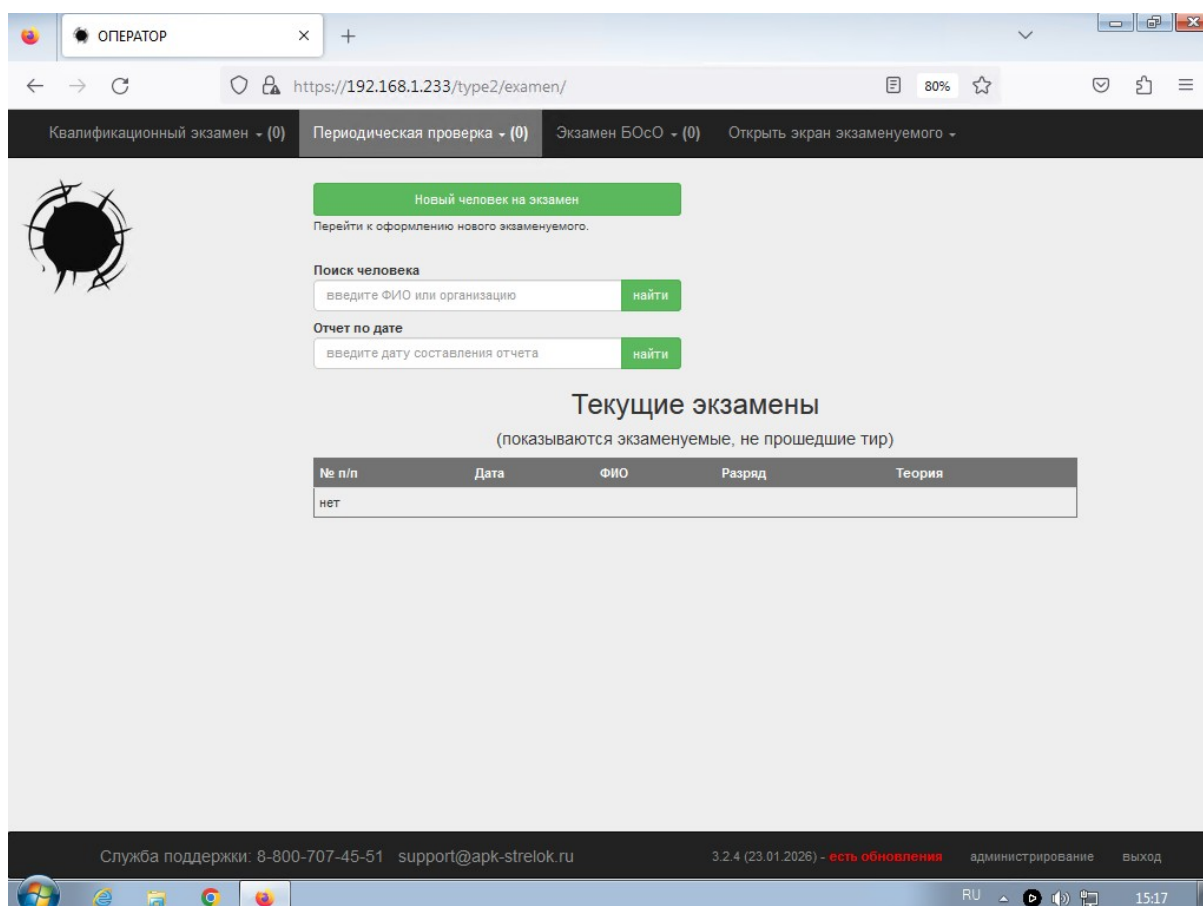 ОПЕРАТОР
https://192.168.1.233/type2/examen/
80%
Квалификационный экзамен (0) Периодическая проверка (0) Экзамен БОсО (0) Открыть экран экзаменуемого
Новый человек на экзамен
Перейти к оформлению нового экзаменуемого.
Поиск человека
введите ФИО или организацию найти
Отчет по дате
введите дату составления отчета найти
Текущие экзамены
(показываются экзаменуемые, не прошедшие тир)
№ п/п Дата ФИО Разряд Теория
нет
Служба поддержки: 8-800-707-45-51 support@apk-strelok.ru 3.2.4 (23.01.2026) - есть обновления администрирование выход
RU 15:17